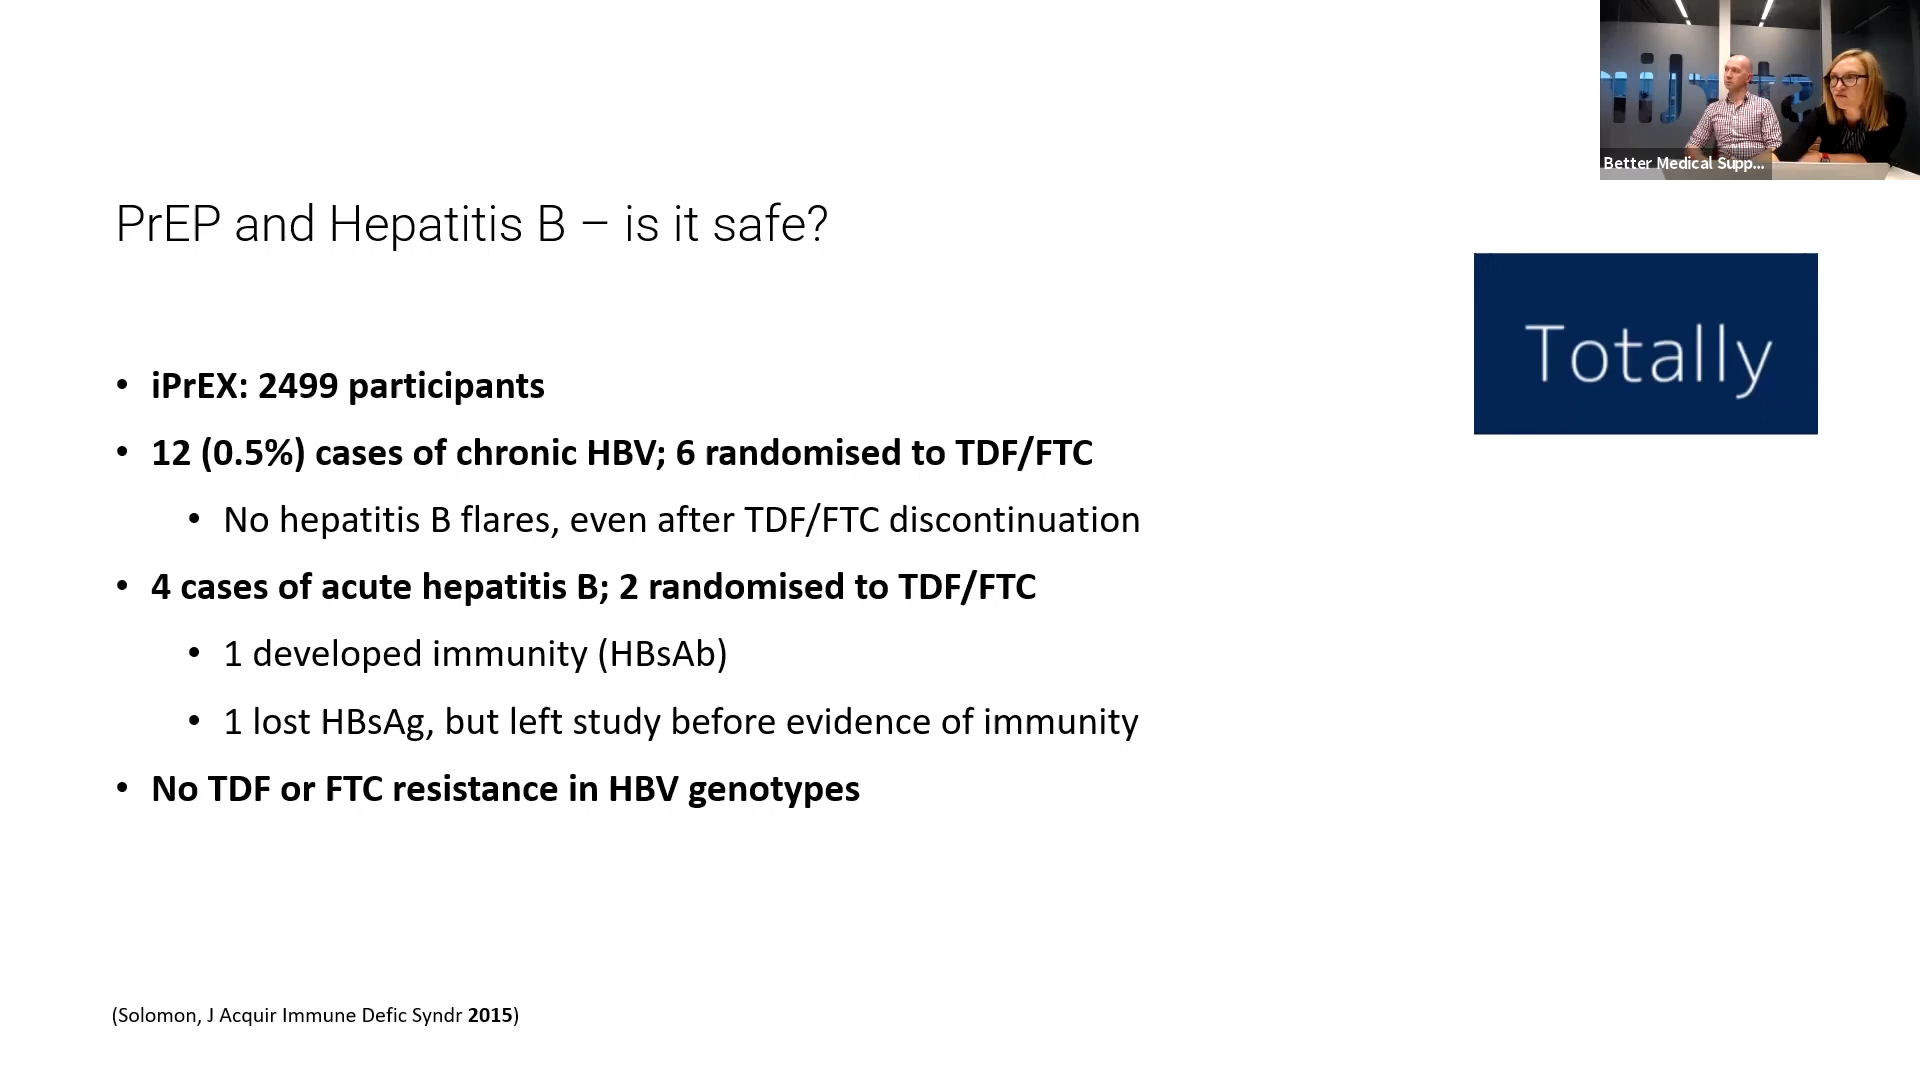 Better Medical Supp...
PrEP and Hepatitis B – is it safe?
Totally
• iPrEX: 2499 participants
• 12 (0.5%) cases of chronic HBV; 6 randomised to TDF/FTC
• No hepatitis B flares, even after TDF/FTC discontinuation
• 4 cases of acute hepatitis B; 2 randomised to TDF/FTC
• 1 developed immunity (HBsAb)
• 1 lost HBsAg, but left study before evidence of immunity
• No TDF or FTC resistance in HBV genotypes
(Solomon, J Acquir Immune Defic Syndr 2015)